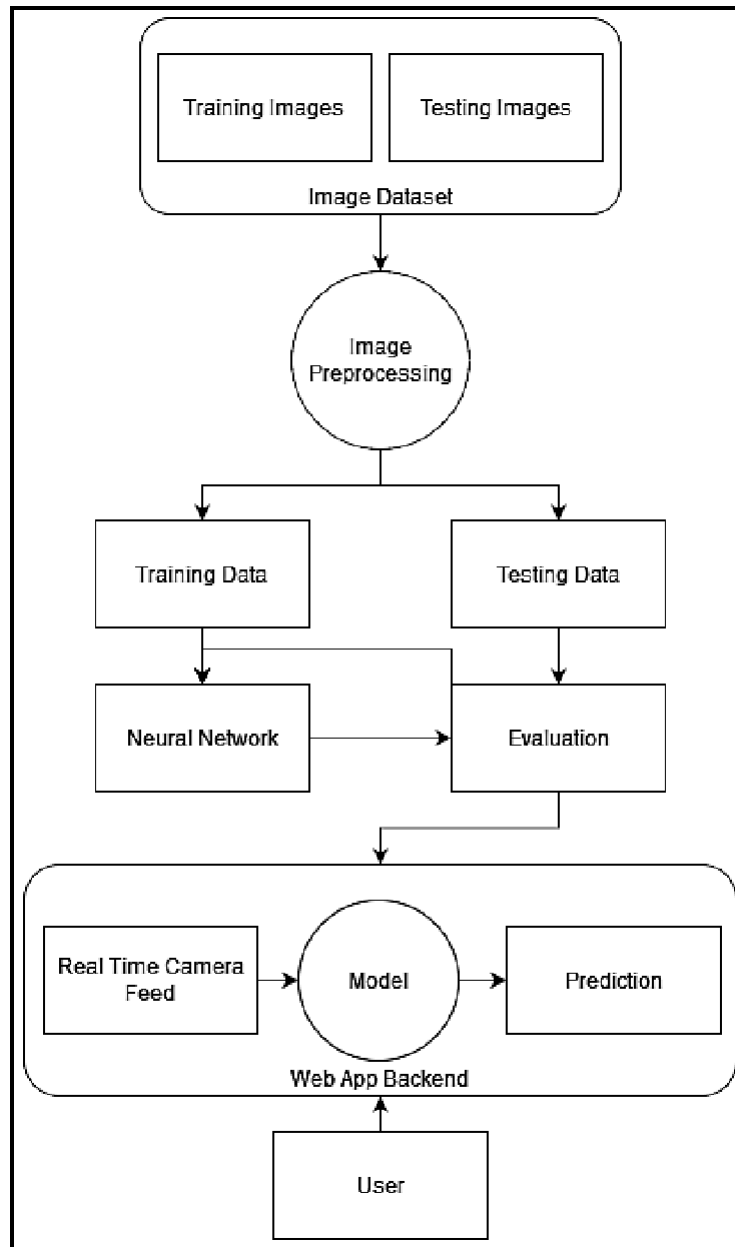 Training Images
Testing Images
Image Dataset
Image
Preprocessing
Training Data
Testing Data
Neural Network
Evaluation
Real Time Camera
Feed
Model
Prediction
Web App Backend
User